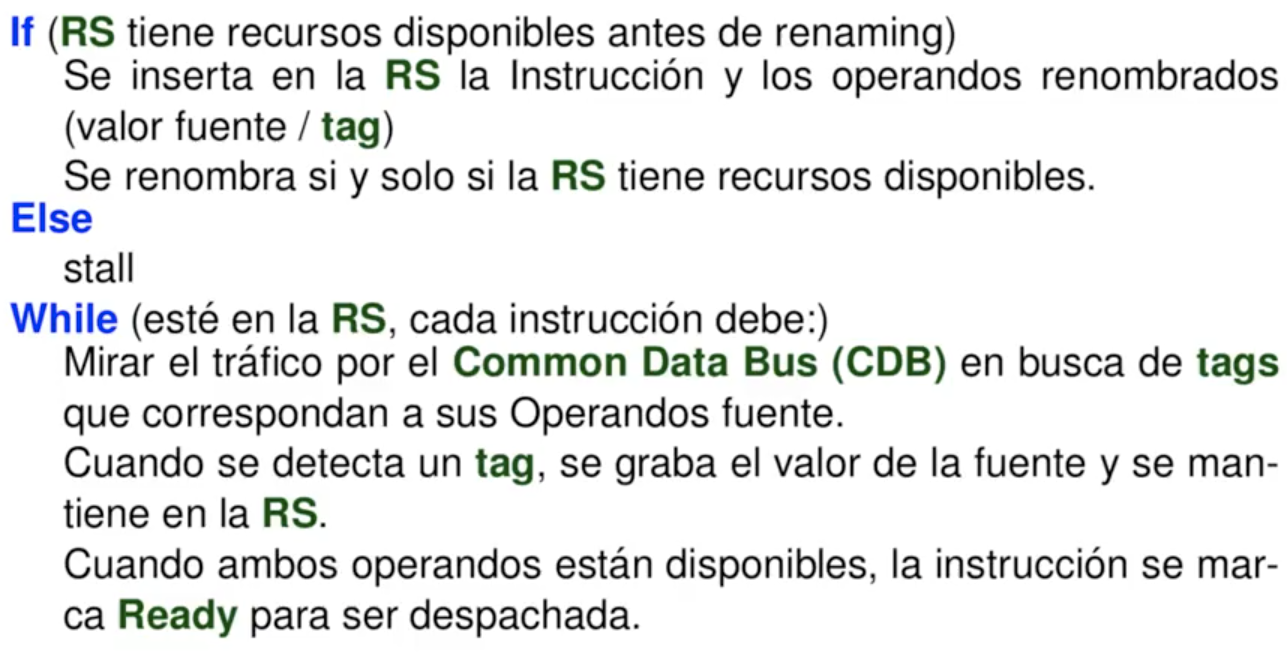 If (RS tiene recursos disponibles antes de renaming)
Se inserta en la RS la Instrucción y los operandos renombrados
(valor fuente / tag)
Se renombra si y solo si la RS tiene recursos disponibles.
Else
stall
While (esté en la RS, cada instrucción debe:)
Mirar el tráfico por el Common Data Bus (CDB) en busca de tags
que correspondan a sus Operandos fuente.
Cuando se detecta un tag, se graba el valor de la fuente y se man-
tiene en la RS.
Cuando ambos operandos están disponibles, la instrucción se mar-
ca Ready para ser despachada.